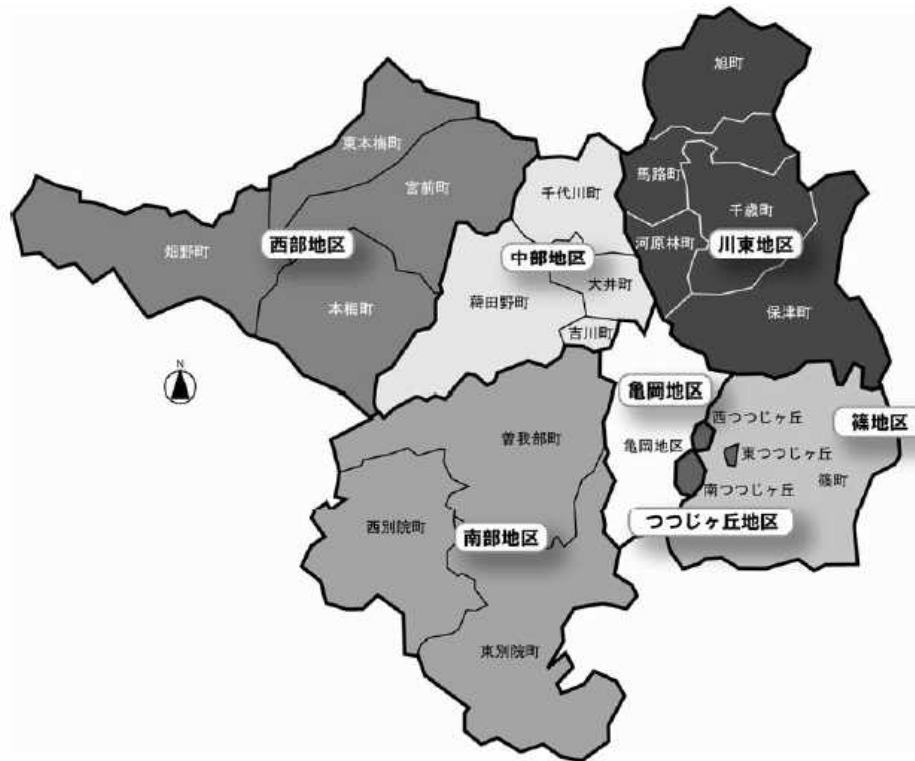 旭町
東本梅町
馬路町
宮前町
千代川町
千歳町
畑野町
西部地区
中部地区
河原林町
川東地区
大井町
本梅町
薭田野町
保津町
吉川町
N
亀岡地区
西つつじヶ丘
篠地区
曽我部町
亀岡地区
東つつじヶ丘
篠町
南つつじヶ丘
西別院町
南部地区
つつじヶ丘地区
東別院町